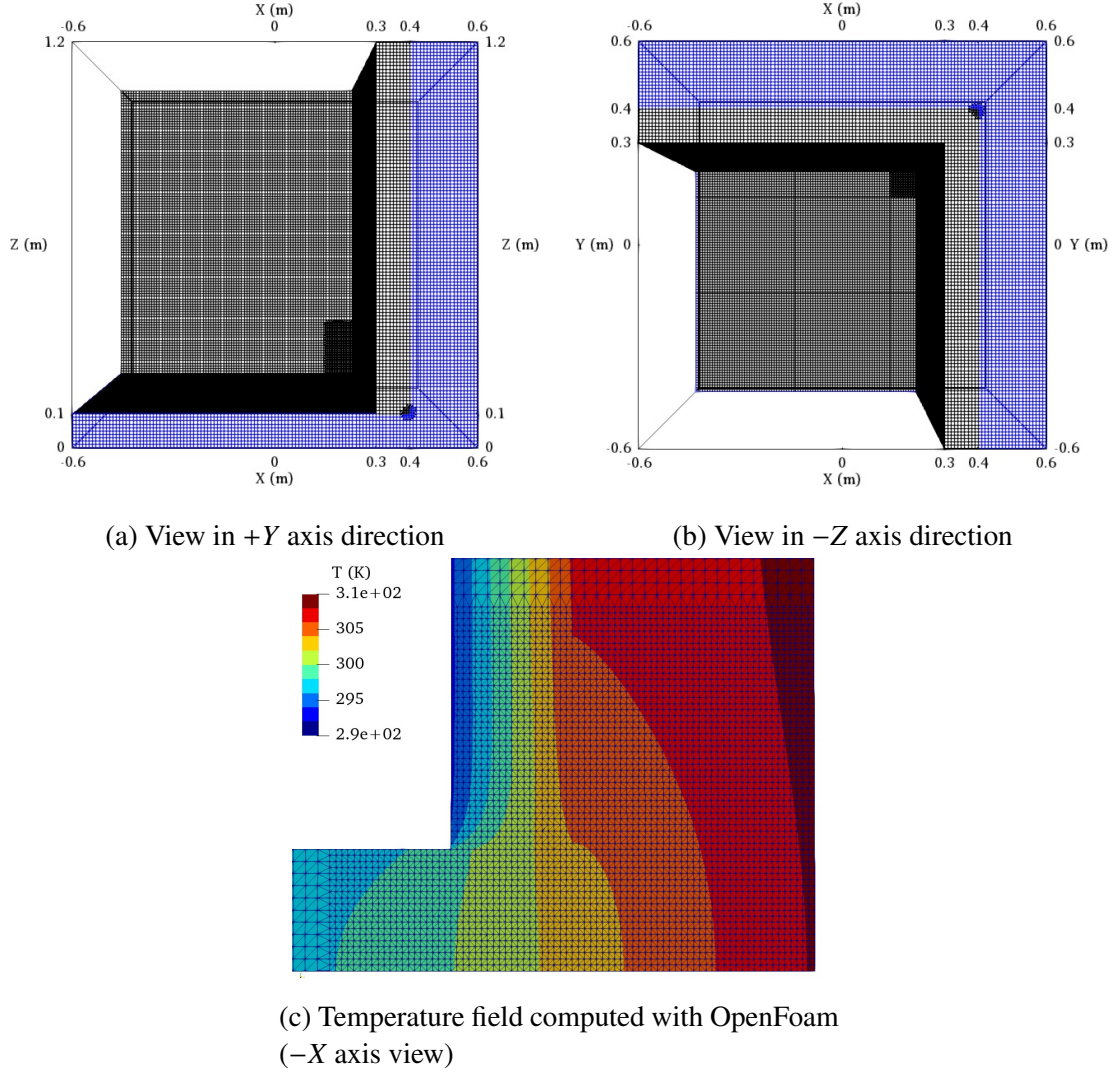 X (m)
-0.6 0 0.3 0.4 0.6
1.2 1.2
Z (m) Z (m)
0.1 0.1
0 0
-0.6 0 0.3 0.4 0.6
X (m)
X (m)
-0.6 0 0.3 0.4 0.6
0.6 0.6
0.4 0.4
0.3 0.3
Y (m) 0 0 Y (m)
-0.6 -0.6
-0.6 0 0.3 0.4 0.6
X (m)
(a) View in +Y axis direction
(b) View in −Z axis direction
T (K)
3.1e+02
305
300
295
2.9e+02
(c) Temperature field computed with OpenFoam
(−X axis view)